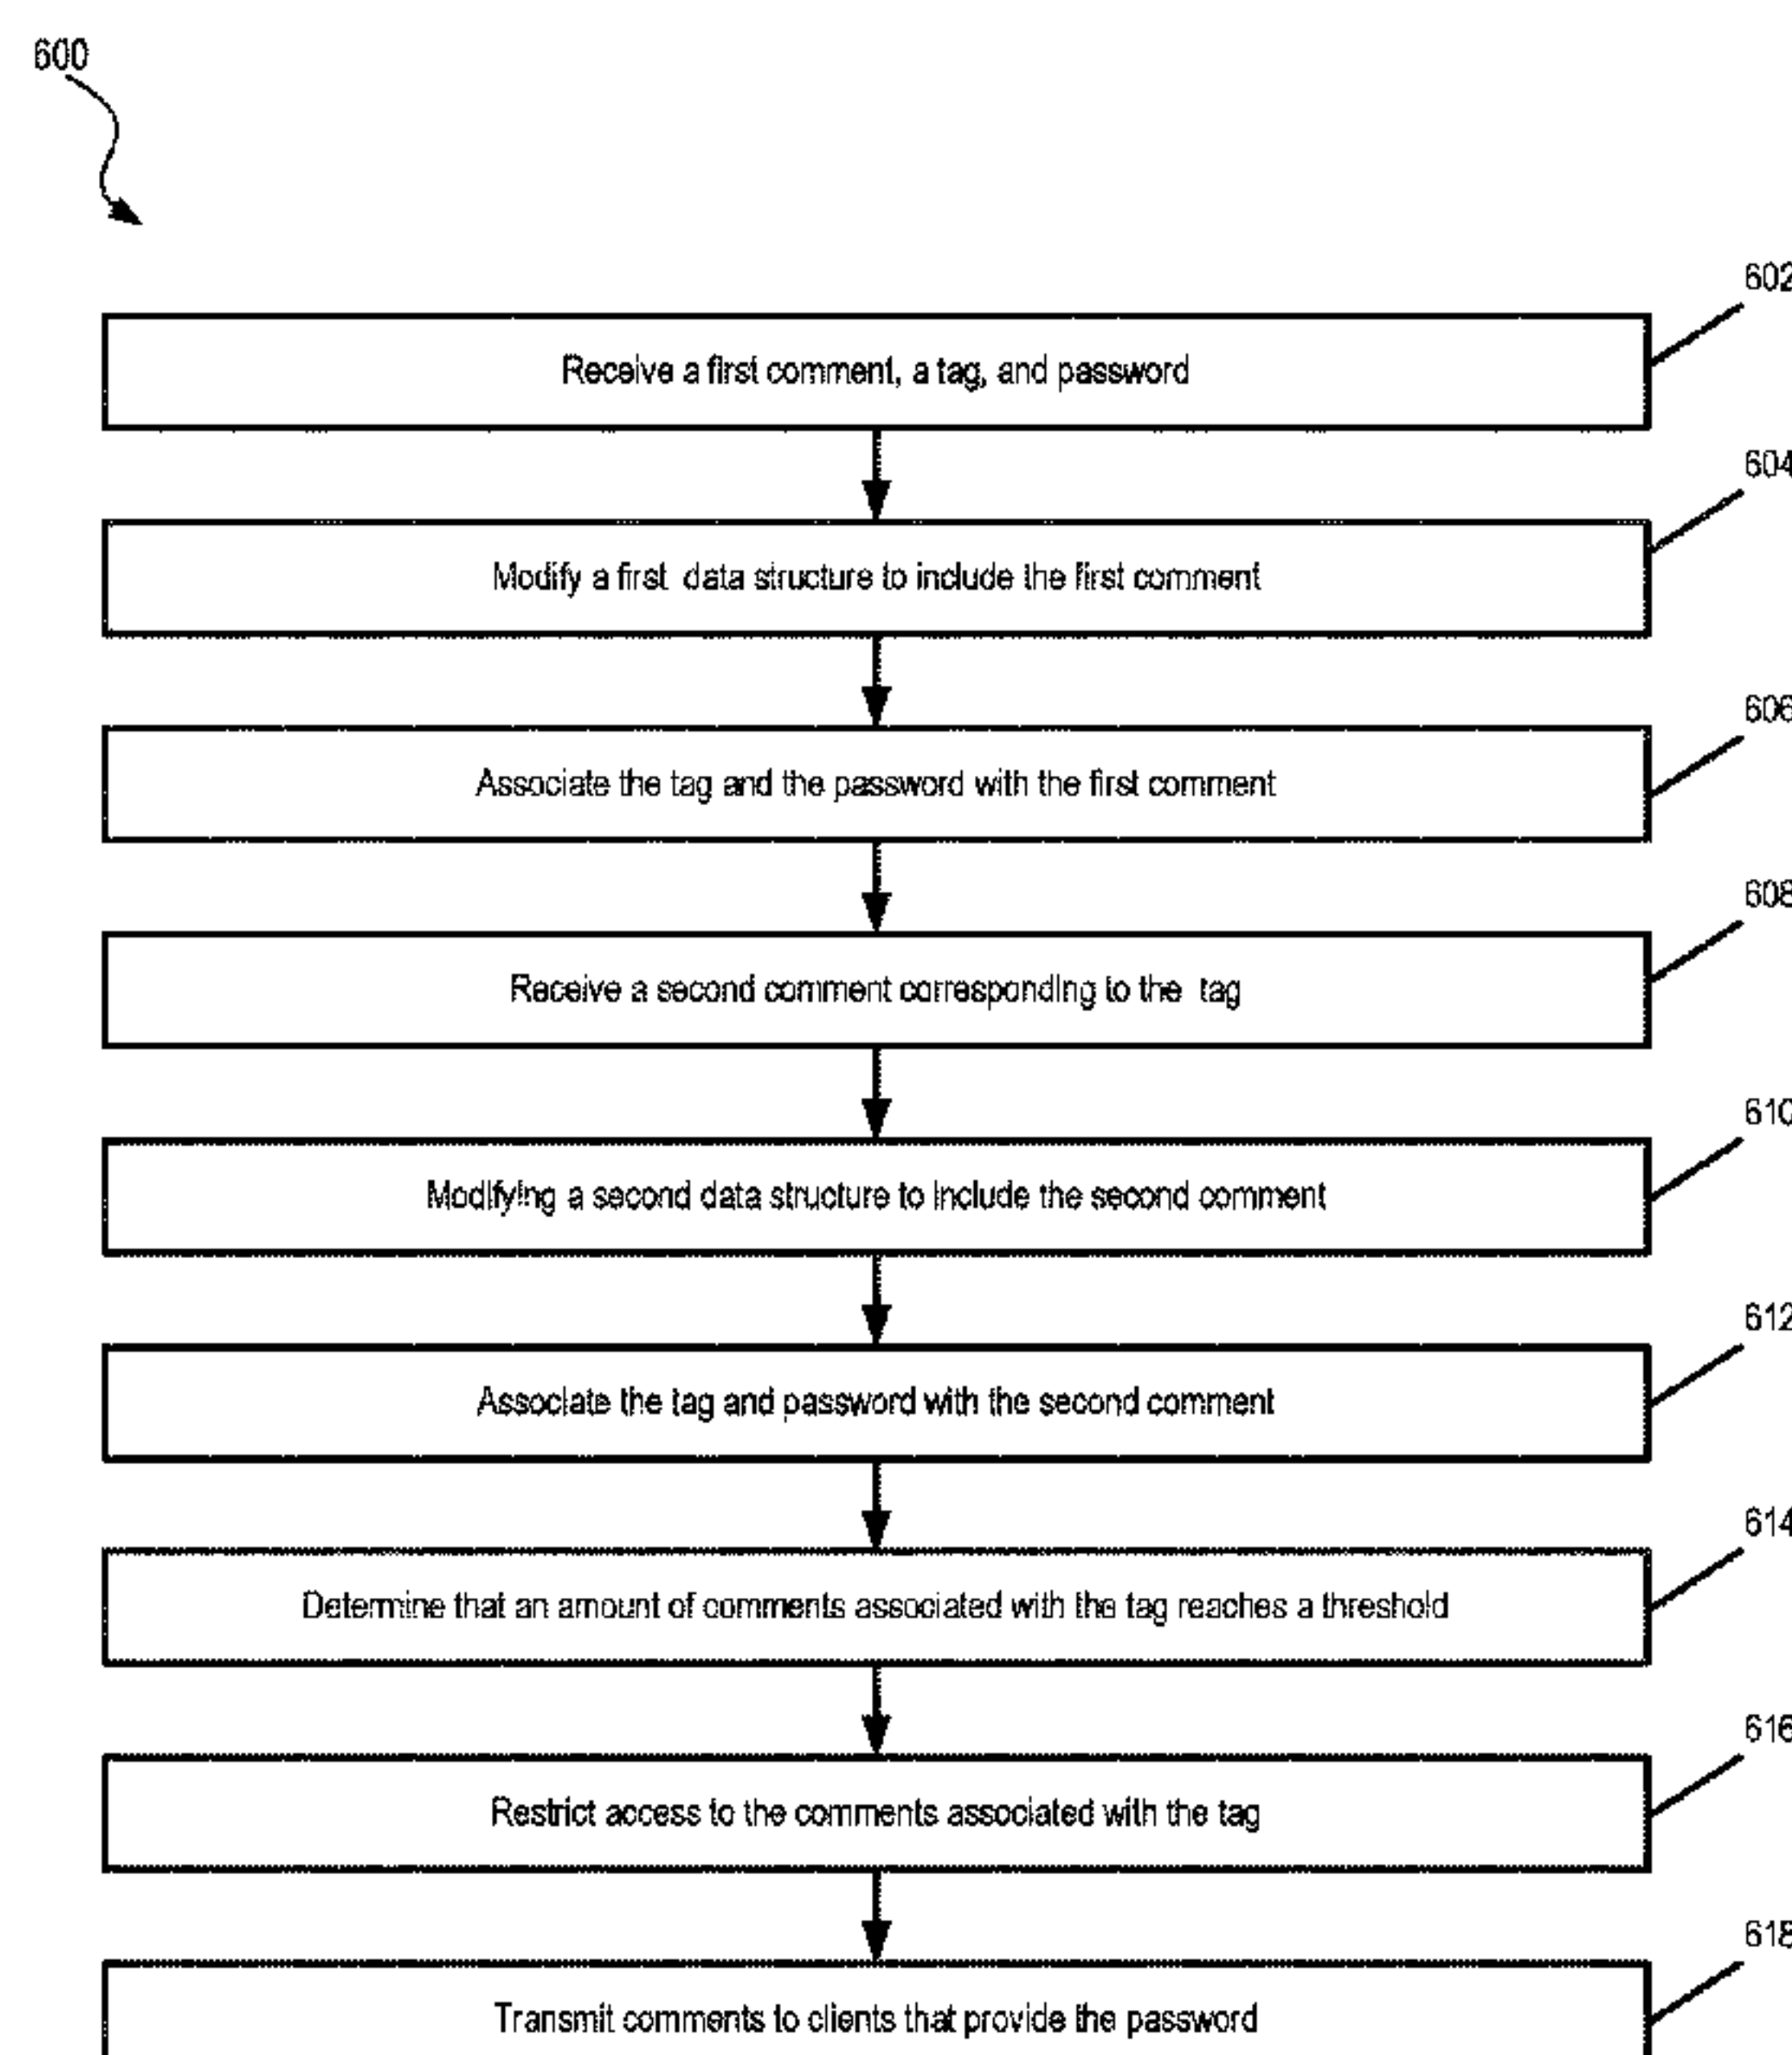 600
602
Receive a first comment, a tag, and password
604
Modify a first data structure to include the first comment
606
Associate the tag and the password with the first comment
608
Receive a second comment corresponding to the tag
610
Modifying a second data structure to include the second comment
612
Associate the tag and password with the second comment
614
Determine that an amount of comments associated with the tag reaches a threshold
616
Restrict access to the comments associated with the tag
618
Transmit comments to clients that provide the password